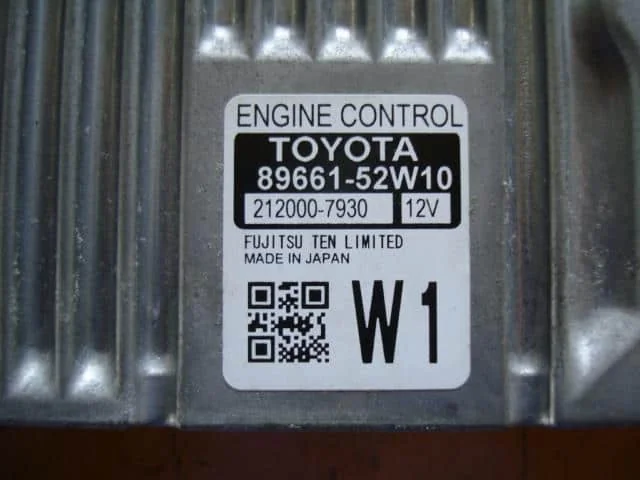 ENGINE CONTROL
TOYOTA
89661-52W10
212000-7930 12V
FUJITSU TEN LIMITED
MADE IN JAPAN
W1